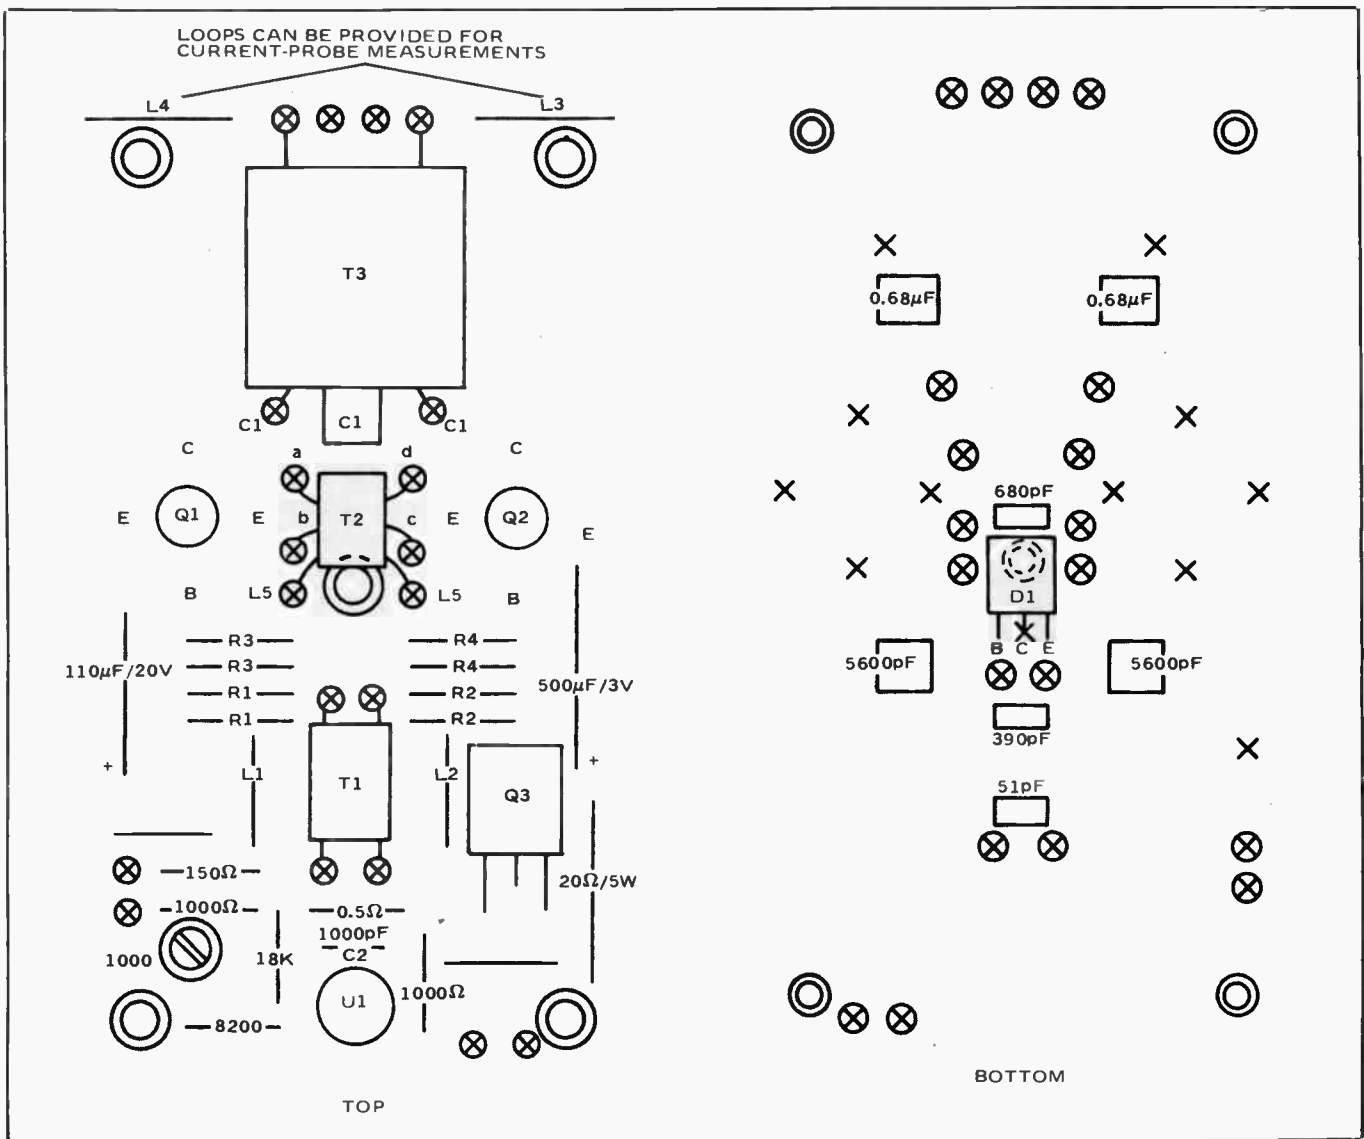 LOOPS CAN BE PROVIDED FOR
CURRENT-PROBE MEASUREMENTS
L4
L3
T3
C1
C1
C1
C
C
a
d
E
Q1
E
b
T2
c
E
Q2
E
B
L5
L5
B
R3
R4
110μF/20V
R3
R4
500μF/3V
R1
R2
R1
R2
+
L1
T1
L2
Q3
+
150Ω
20Ω/5W
1000Ω
0.5Ω
1000pF
1000
18K
C2
1000Ω
U1
8200
TOP
0.68μF
0.68μF
680pF
D1
B C E
5600pF
5600pF
390pF
51pF
BOTTOM